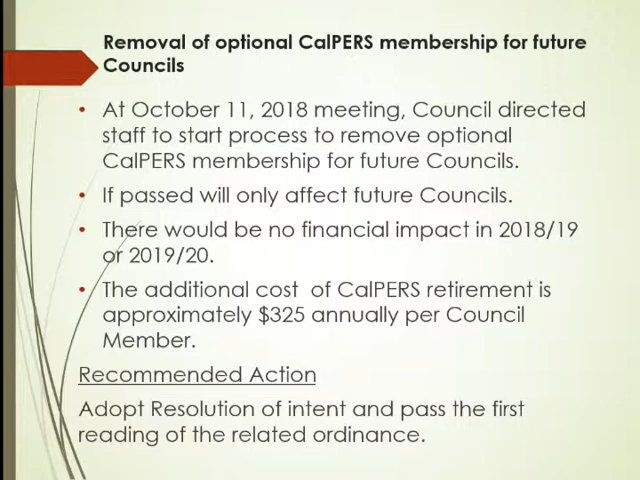 Removal of optional CalPERS membership for future
Councils
• At October 11, 2018 meeting, Council directed
staff to start process to remove optional
CalPERS membership for future Councils.
• If passed will only affect future Councils.
• There would be no financial impact in 2018/19
or 2019/20.
• The additional cost of CalPERS retirement is
approximately $325 annually per Council
Member.
Recommended Action
Adopt Resolution of intent and pass the first
reading of the related ordinance.